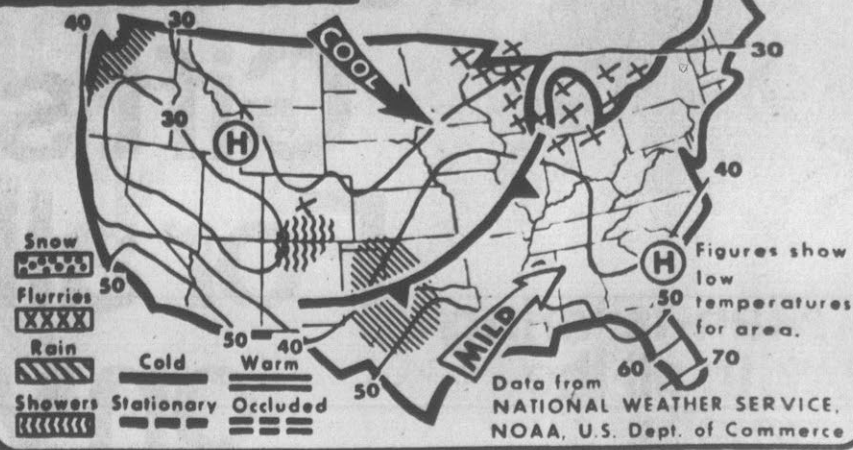 40
30
30
COOL
30
H
40
Snow
50
Flurries
XXXX
Rain
Showers
Cold
Warm
Stationary
Occluded
50
40
50
MILD
H
50
60
70
Figures show
low
temperatures
for area.
Data from
NATIONAL WEATHER SERVICE,
NOAA, U.S. Dept. of Commerce